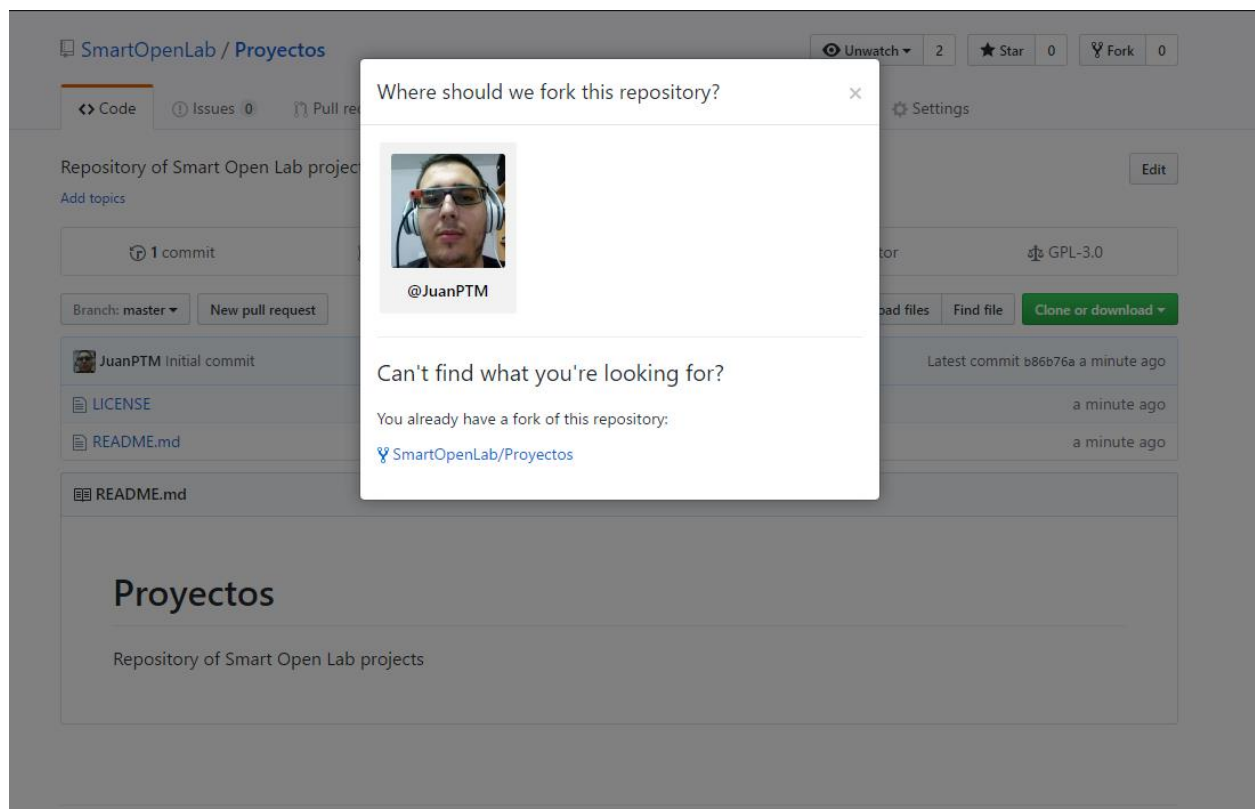 SmartOpenLab / Proyectos
Unwatch 2 Star 0 Fork 0
Code Issues 0 Pull Settings
Where should we fork this repository? ×
@JuanPTM
Can't find what you're looking for?
You already have a fork of this repository:
SmartOpenLab/Proyectos
Repository of Smart Open Lab
Edit
Add topics
1 commit GPL-3.0
Branch: master New pull request files Find file Clone or download
JuanPTM Initial commit Latest commit b86b76a a minute ago
LICENSE a minute ago
README.md a minute ago
README.md
Proyectos
Repository of Smart Open Lab projects